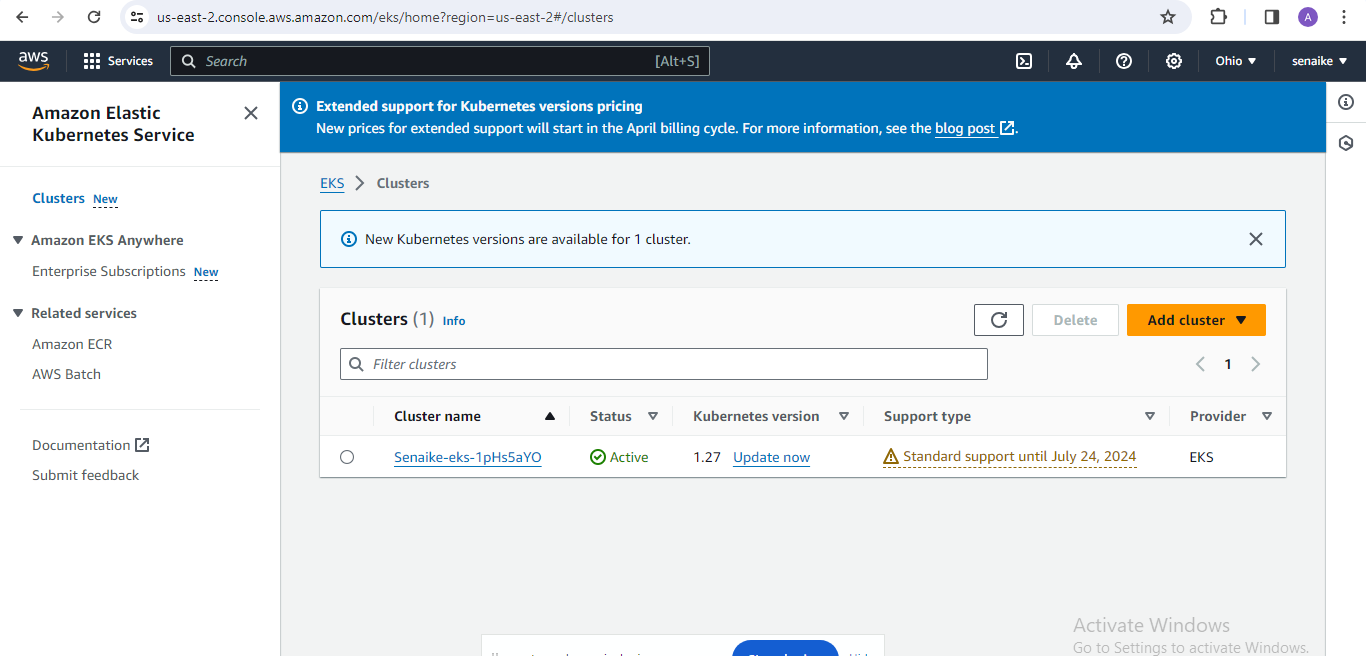 us-east-2.console.aws.amazon.com/eks/home?region=us-east-2#/clusters
A
aws
Services
Search
[Alt+S]
Ohio
senaike
Amazon Elastic
Kubernetes Service
Clusters New
Amazon EKS Anywhere
Enterprise Subscriptions New
Related services
Amazon ECR
AWS Batch
Documentation
Submit feedback
Extended support for Kubernetes versions pricing
New prices for extended support will start in the April billing cycle. For more information, see the blog post.
EKS > Clusters
New Kubernetes versions are available for 1 cluster.
Clusters (1) Info
Delete
Add cluster
Filter clusters
1
Cluster name Status Kubernetes version Support type Provider
Senaike-eks-1pHs5aYO Active 1.27 Update now Standard support until July 24, 2024 EKS
Activate Windows
Go to Settings to activate Windows.